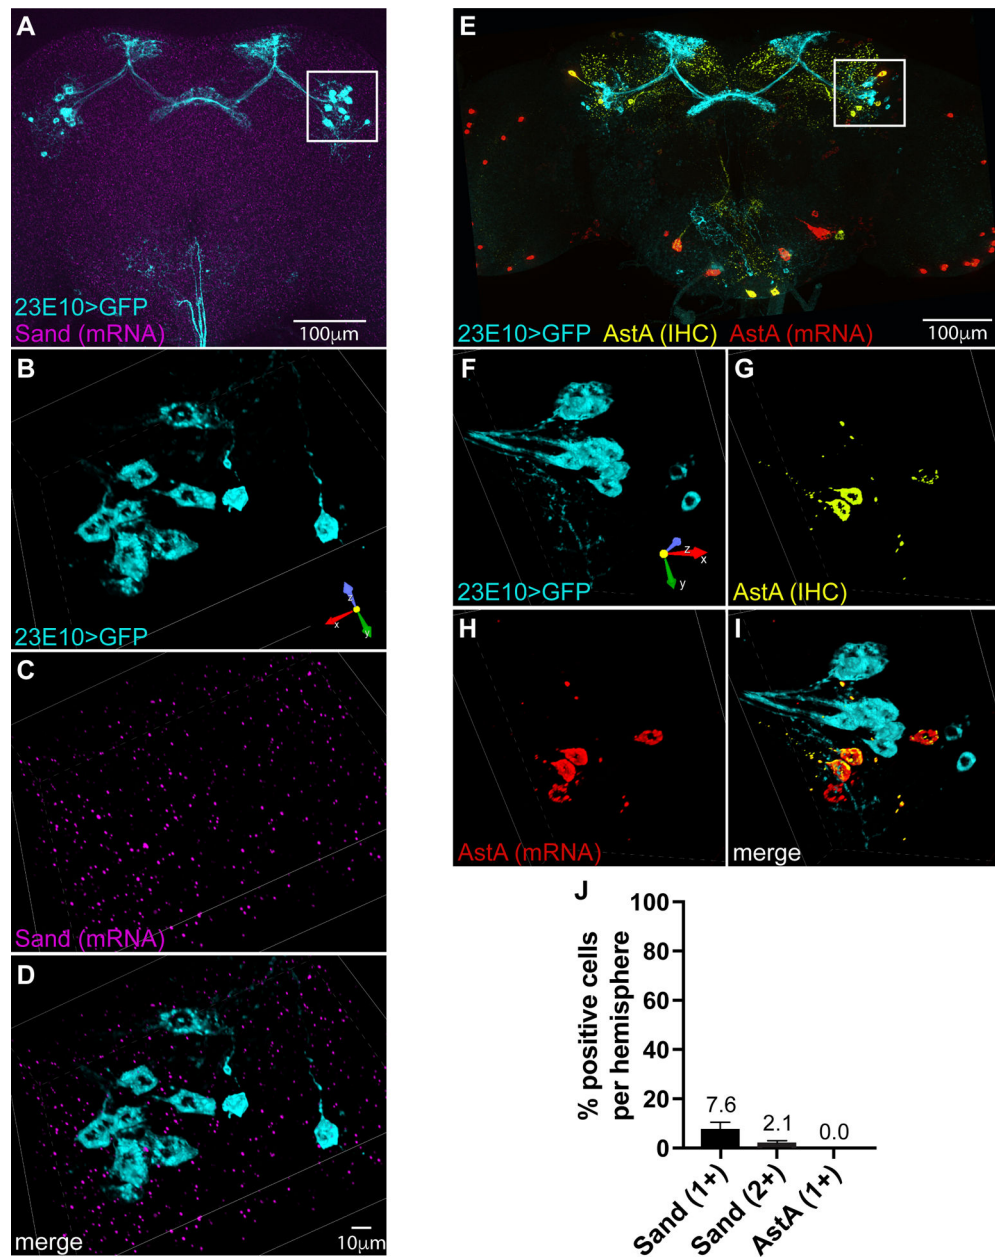 A
23E10>GFP
Sand (mRNA)
100μm
B
z
x
y
23E10>GFP
C
Sand (mRNA)
D
merge
10μm
E
23E10>GFP AstA (IHC) AstA (mRNA)
100μm
F
z
x
y
23E10>GFP
G
AstA (IHC)
H
AstA (mRNA)
I
merge
J
% positive cells
per hemisphere
100
80
60
40
20
0
7.6
2.1
0.0
Sand (1+)
Sand (2+)
AstA (1+)